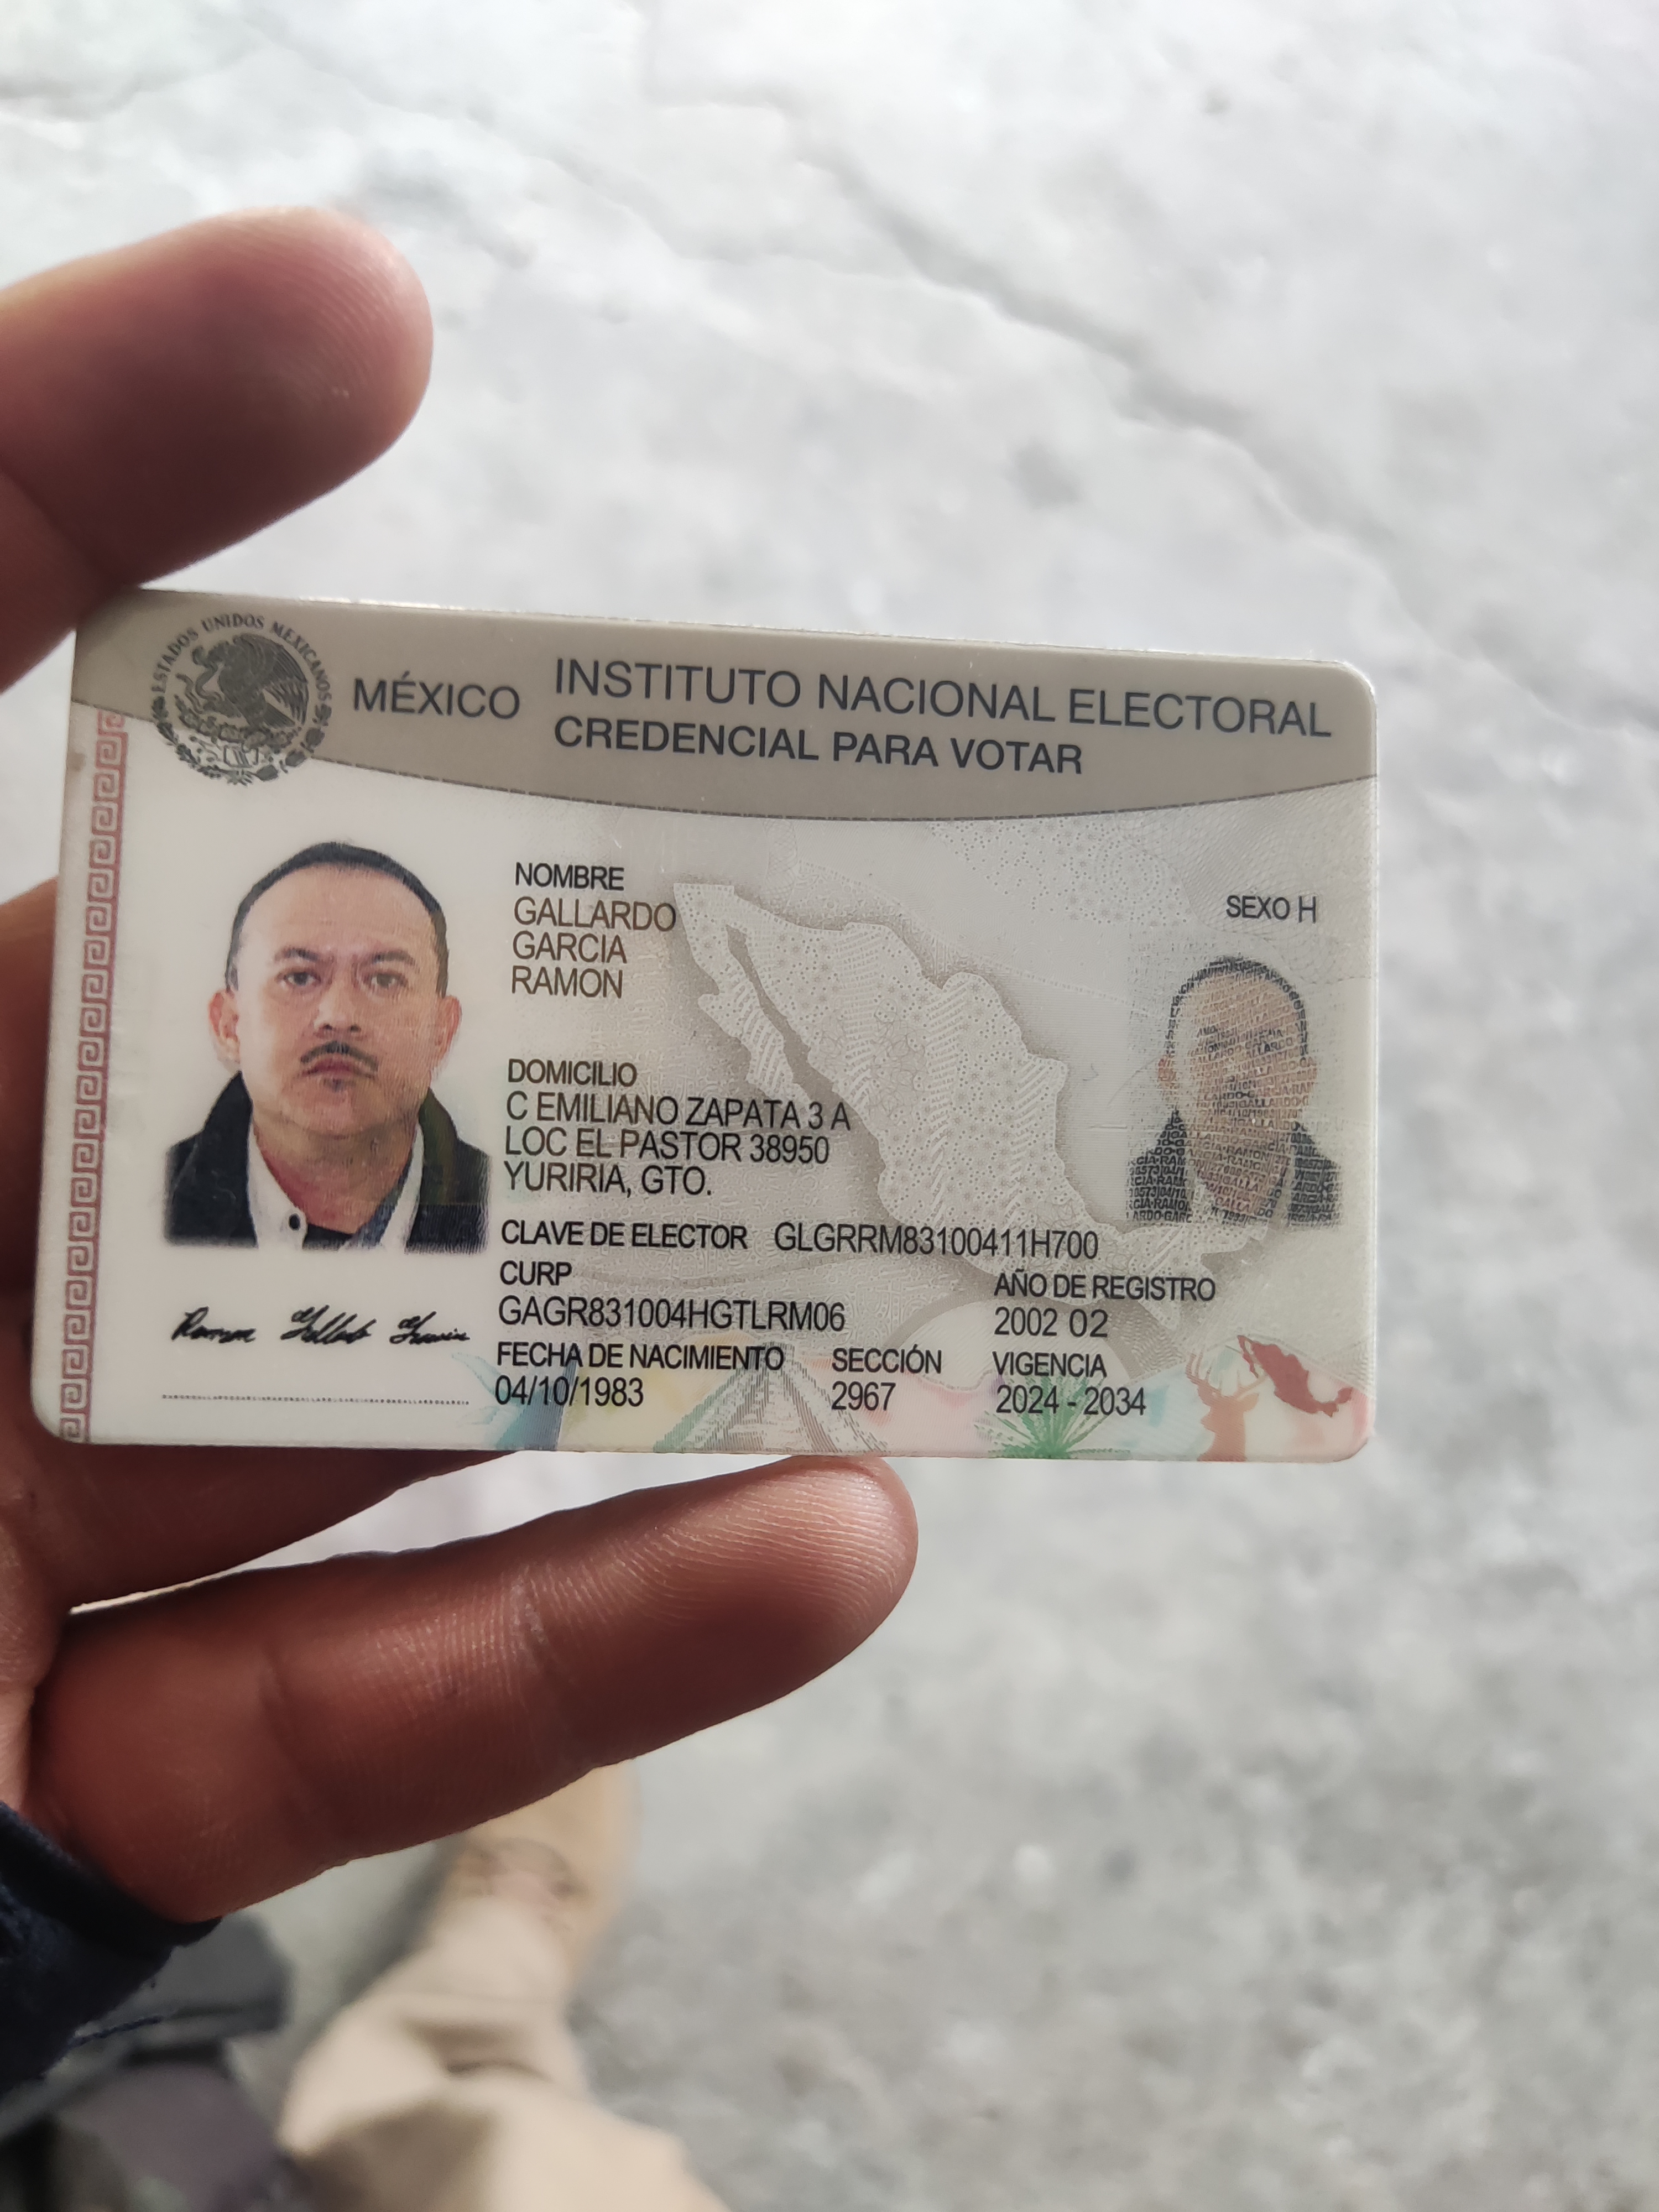 ESTADOS UNIDOS MEXICANOS
MÉXICO
INSTITUTO NACIONAL ELECTORAL
CREDENCIAL PARA VOTAR
NOMBRE
GALLARDO
GARCIA
RAMON
SEXO H
DOMICILIO
C EMILIANO ZAPATA 3 A
LOC EL PASTOR 38950
YURIRIA, GTO.
CLAVE DE ELECTOR GLGRRM83100411H700
CURP
GAGR831004HGTLRM06
AÑO DE REGISTRO
2002 02
FECHA DE NACIMIENTO
04/10/1983
SECCIÓN
2967
VIGENCIA
2024 - 2034
Ramon Gallardo Garcia